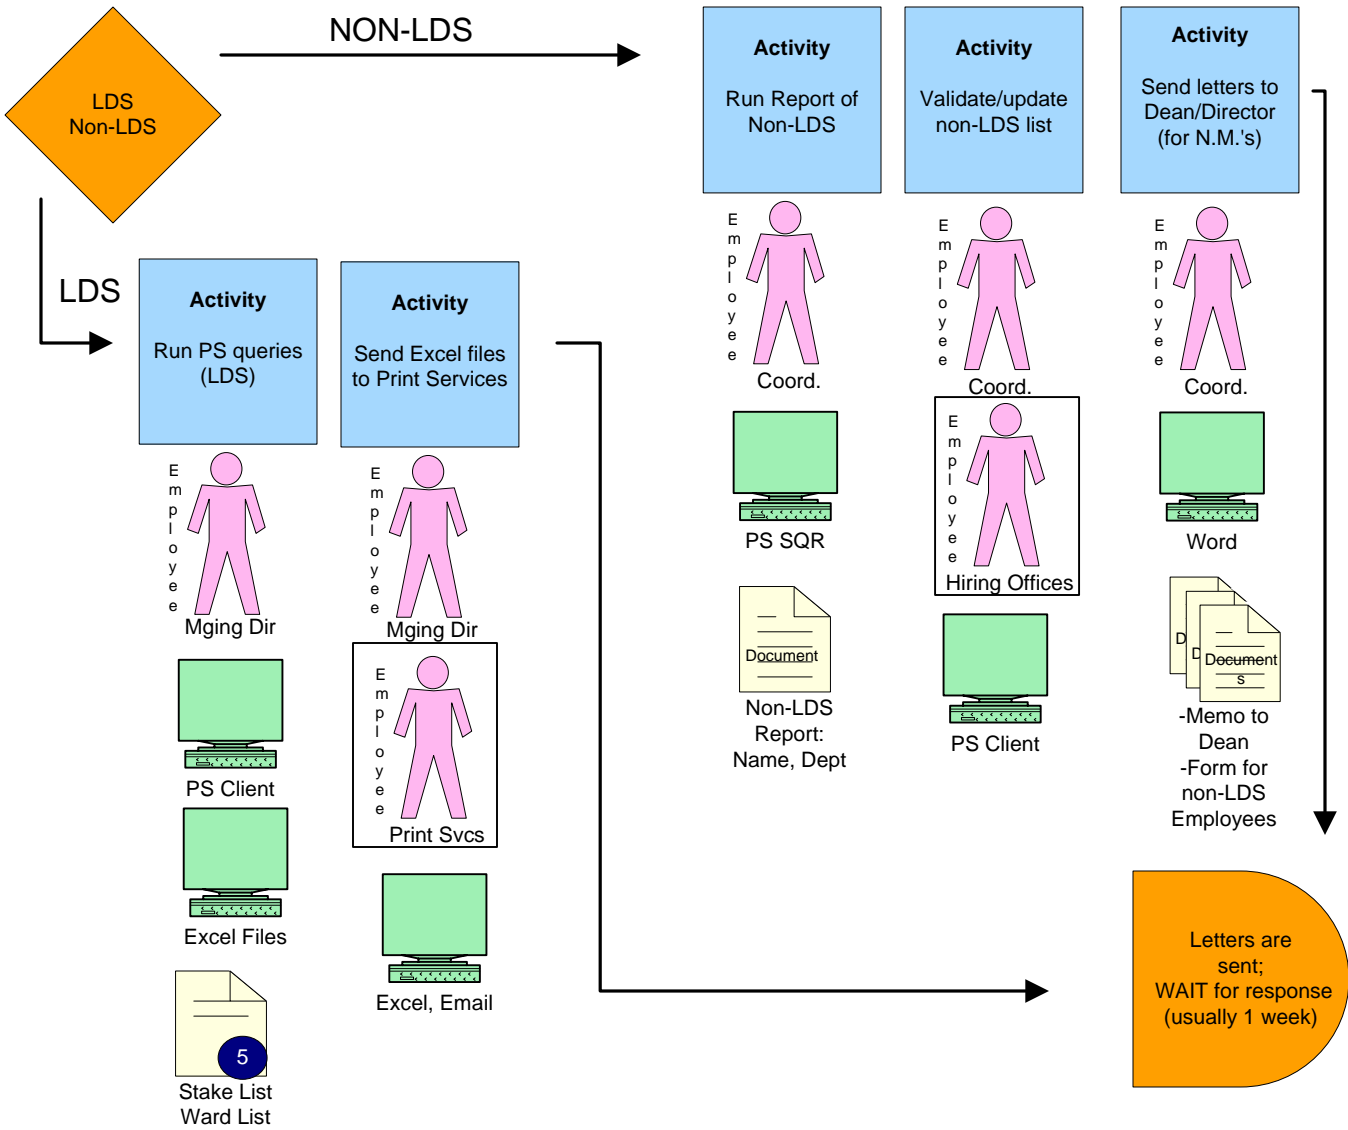 LDS
Non-LDS
NON-LDS
LDS
Activity
Run PS queries
(LDS)
Employee
Mging Dir
PS Client
Excel Files
5
Stake List
Ward List
Activity
Send Excel files
to Print Services
Employee
Mging Dir
Employee
Print Svcs
Excel, Email
Activity
Run Report of
Non-LDS
Employee
Coord.
PS SQR
Document
Non-LDS
Report:
Name, Dept
Activity
Validate/update
non-LDS list
Employee
Coord.
Employee
Hiring Offices
PS Client
Activity
Send letters to
Dean/Director
(for N.M.'s)
Employee
Coord.
Word
D
D
Document
s
-Memo to
Dean
-Form for
non-LDS
Employees
Letters are
sent;
WAIT for response
(usually 1 week)